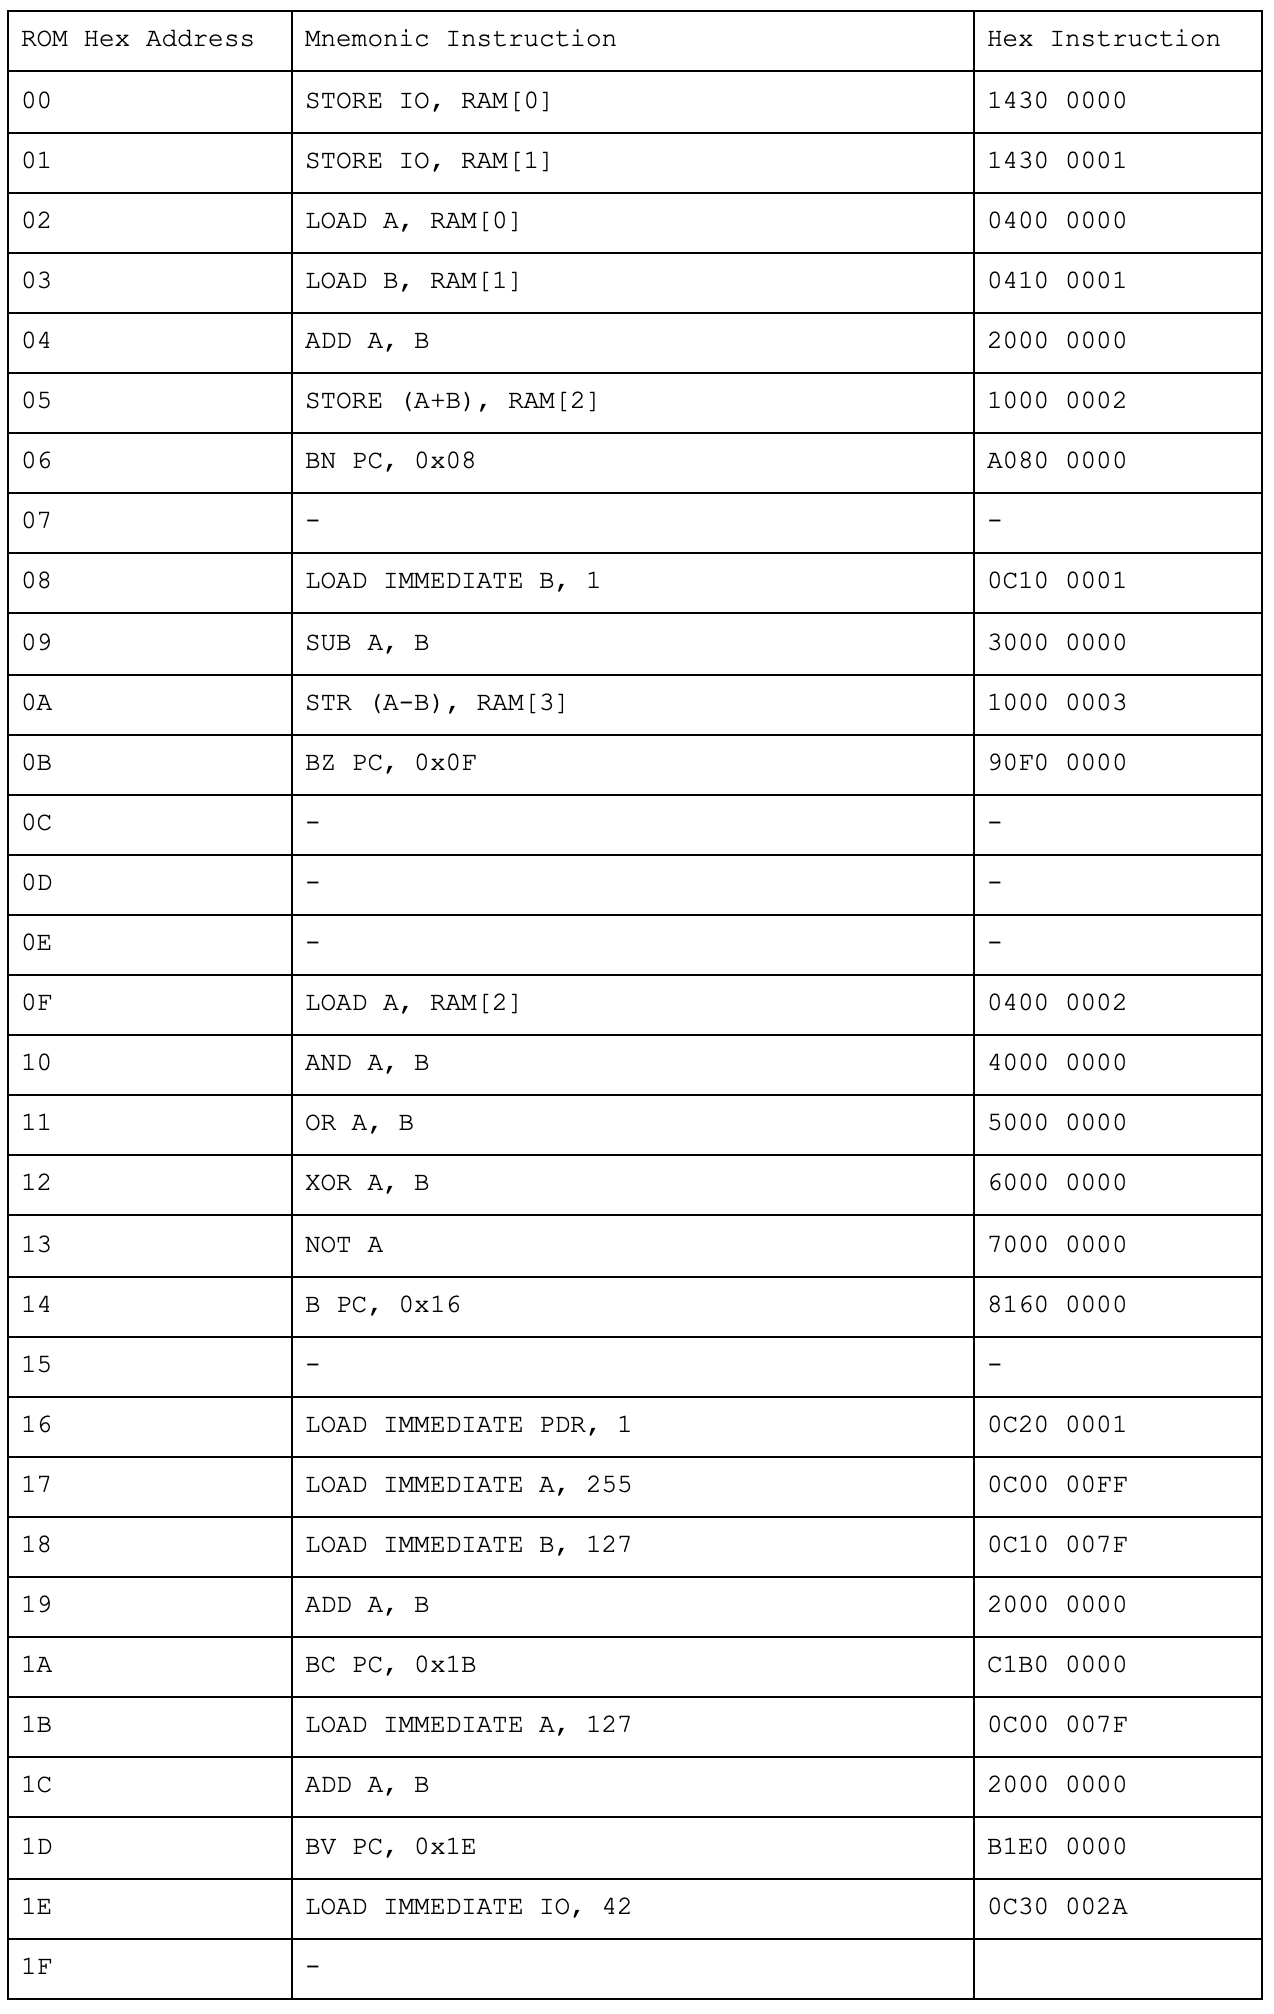 ROM Hex Address Mnemonic Instruction Hex Instruction
00 STORE IO, RAM[0] 1430 0000
01 STORE IO, RAM[1] 1430 0001
02 LOAD A, RAM[0] 0400 0000
03 LOAD B, RAM[1] 0410 0001
04 ADD A, B 2000 0000
05 STORE (A+B), RAM[2] 1000 0002
06 BN PC, 0x08 A080 0000
07 - -
08 LOAD IMMEDIATE B, 1 0C10 0001
09 SUB A, B 3000 0000
0A STR (A-B), RAM[3] 1000 0003
0B BZ PC, 0x0F 90F0 0000
0C - -
0D - -
0E - -
0F LOAD A, RAM[2] 0400 0002
10 AND A, B 4000 0000
11 OR A, B 5000 0000
12 XOR A, B 6000 0000
13 NOT A 7000 0000
14 B PC, 0x16 8160 0000
15 - -
16 LOAD IMMEDIATE PDR, 1 0C20 0001
17 LOAD IMMEDIATE A, 255 0C00 00FF
18 LOAD IMMEDIATE B, 127 0C10 007F
19 ADD A, B 2000 0000
1A BC PC, 0x1B C1B0 0000
1B LOAD IMMEDIATE A, 127 0C00 007F
1C ADD A, B 2000 0000
1D BV PC, 0x1E B1E0 0000
1E LOAD IMMEDIATE IO, 42 0C30 002A
1F -